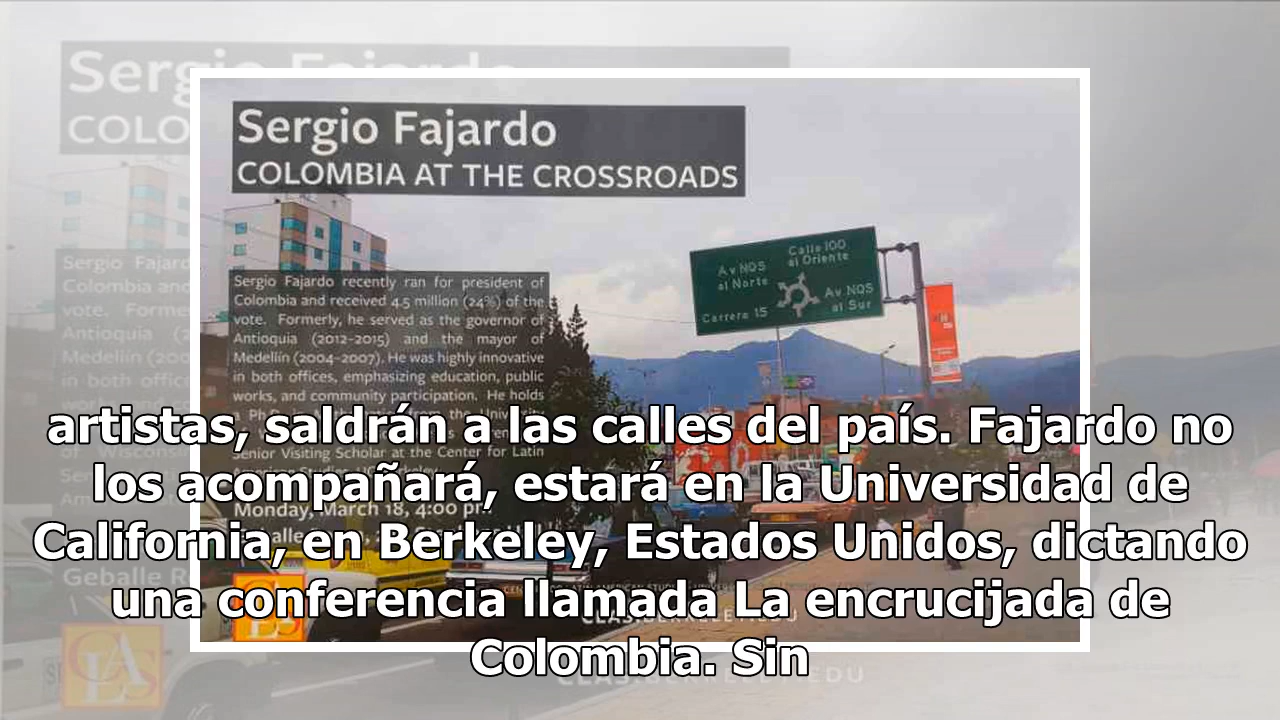 Sergio Fajardo
COLOMBIA AT THE CROSSROADS
Sergio Fajardo recently ran for president of
Colombia and received 4.5 million (24%) of the
vote. Formerly, he served as the governor of
Antioquia (2012-2015) and the mayor of
Medellín (2004-2007). He was highly innovative
in both offices, emphasizing education, public
works, and community participation. He holds
Senior Visiting Scholar at the Center for Latin
Monday, March 18, 4:00 pm
Calle 100
al Oriente
Av NQS
al Norte
Av NQS
al Sur
Carrera 15
artistas, saldrán a las calles del país. Fajardo no
los acompañará, estará en la Universidad de
California, en Berkeley, Estados Unidos, dictando
una conferencia llamada La encrucijada de
Colombia. Sin
CLAS.BERKELEY.EDU
CLAS